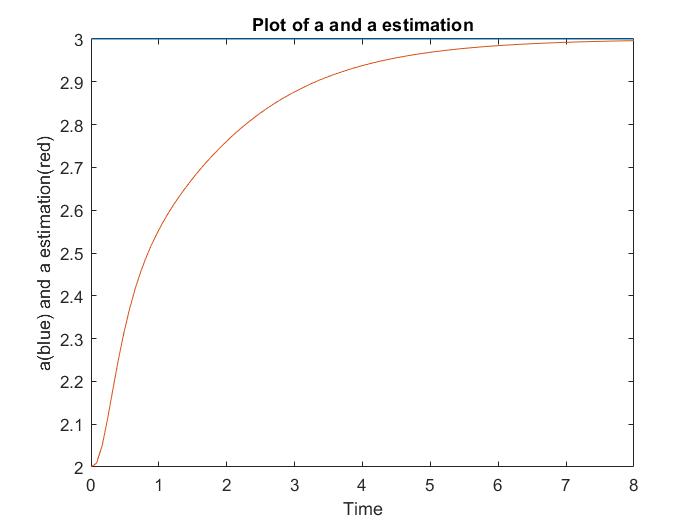 Plot of a and a estimation
3
2.9
2.8
2.7
2.6
2.5
2.4
2.3
2.2
2.1
2
a(blue) and a estimation(red)
0 1 2 3 4 5 6 7 8
Time